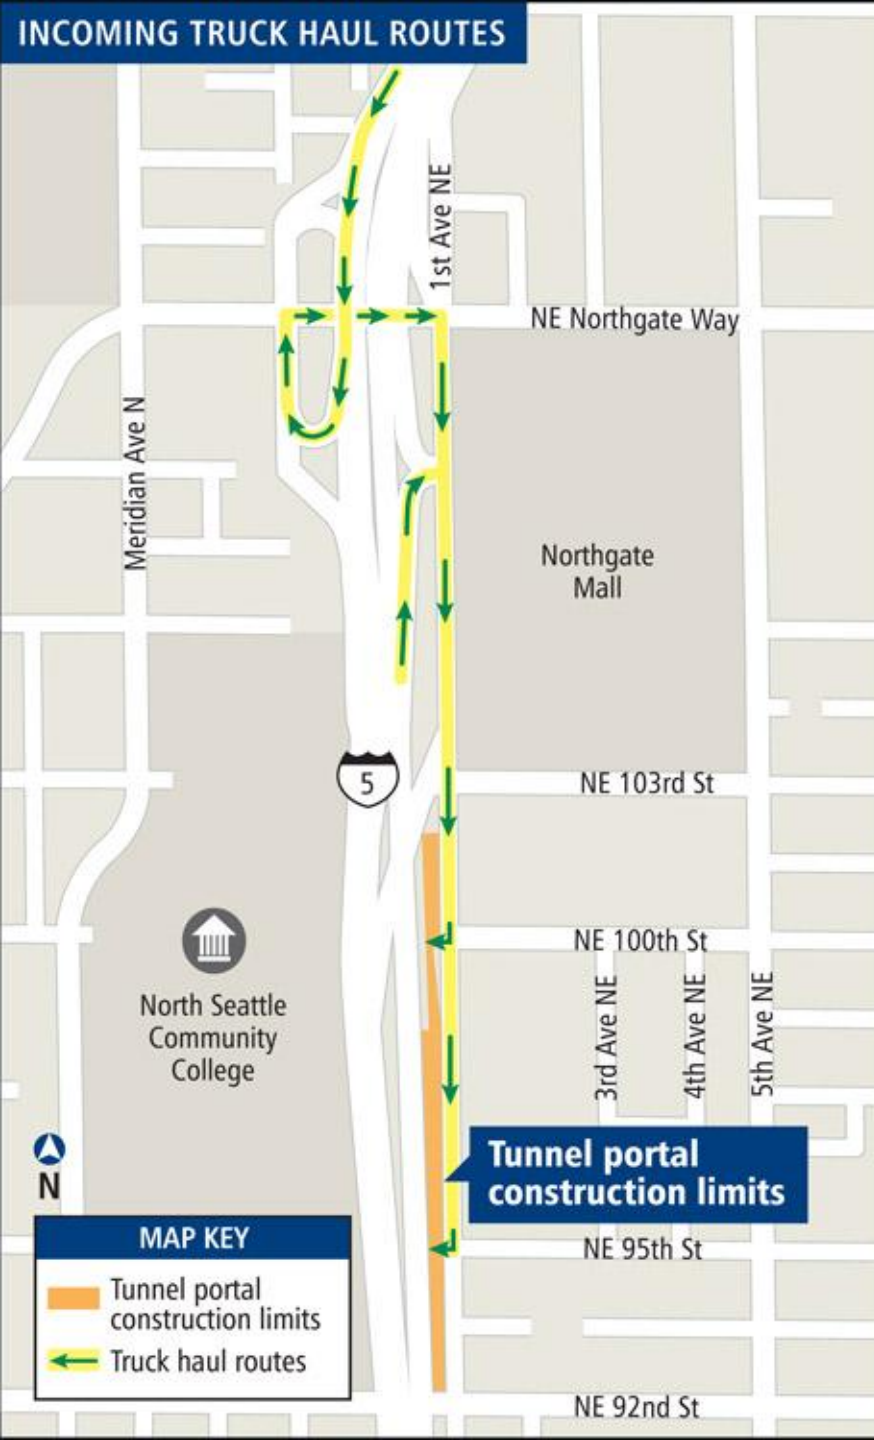 INCOMING TRUCK HAUL ROUTES
1st Ave NE
NE Northgate Way
Meridian Ave N
Northgate
Mall
5
NE 103rd St
NE 100th St
North Seattle
Community
College
3rd Ave NE
4th Ave NE
5th Ave NE
N
Tunnel portal
construction limits
NE 95th St
MAP KEY
Tunnel portal
construction limits
Truck haul routes
NE 92nd St